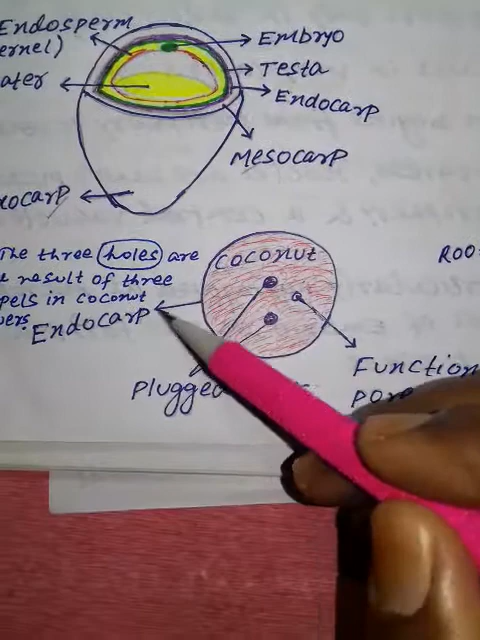 Endosperm
ernel)
Embryo
ater
Testa
Endocarp
Mesocarp
xocarp
The three holes are
result of three
pels in coconut
Endocarp
coconut
ROO
Function
Plugged
pore